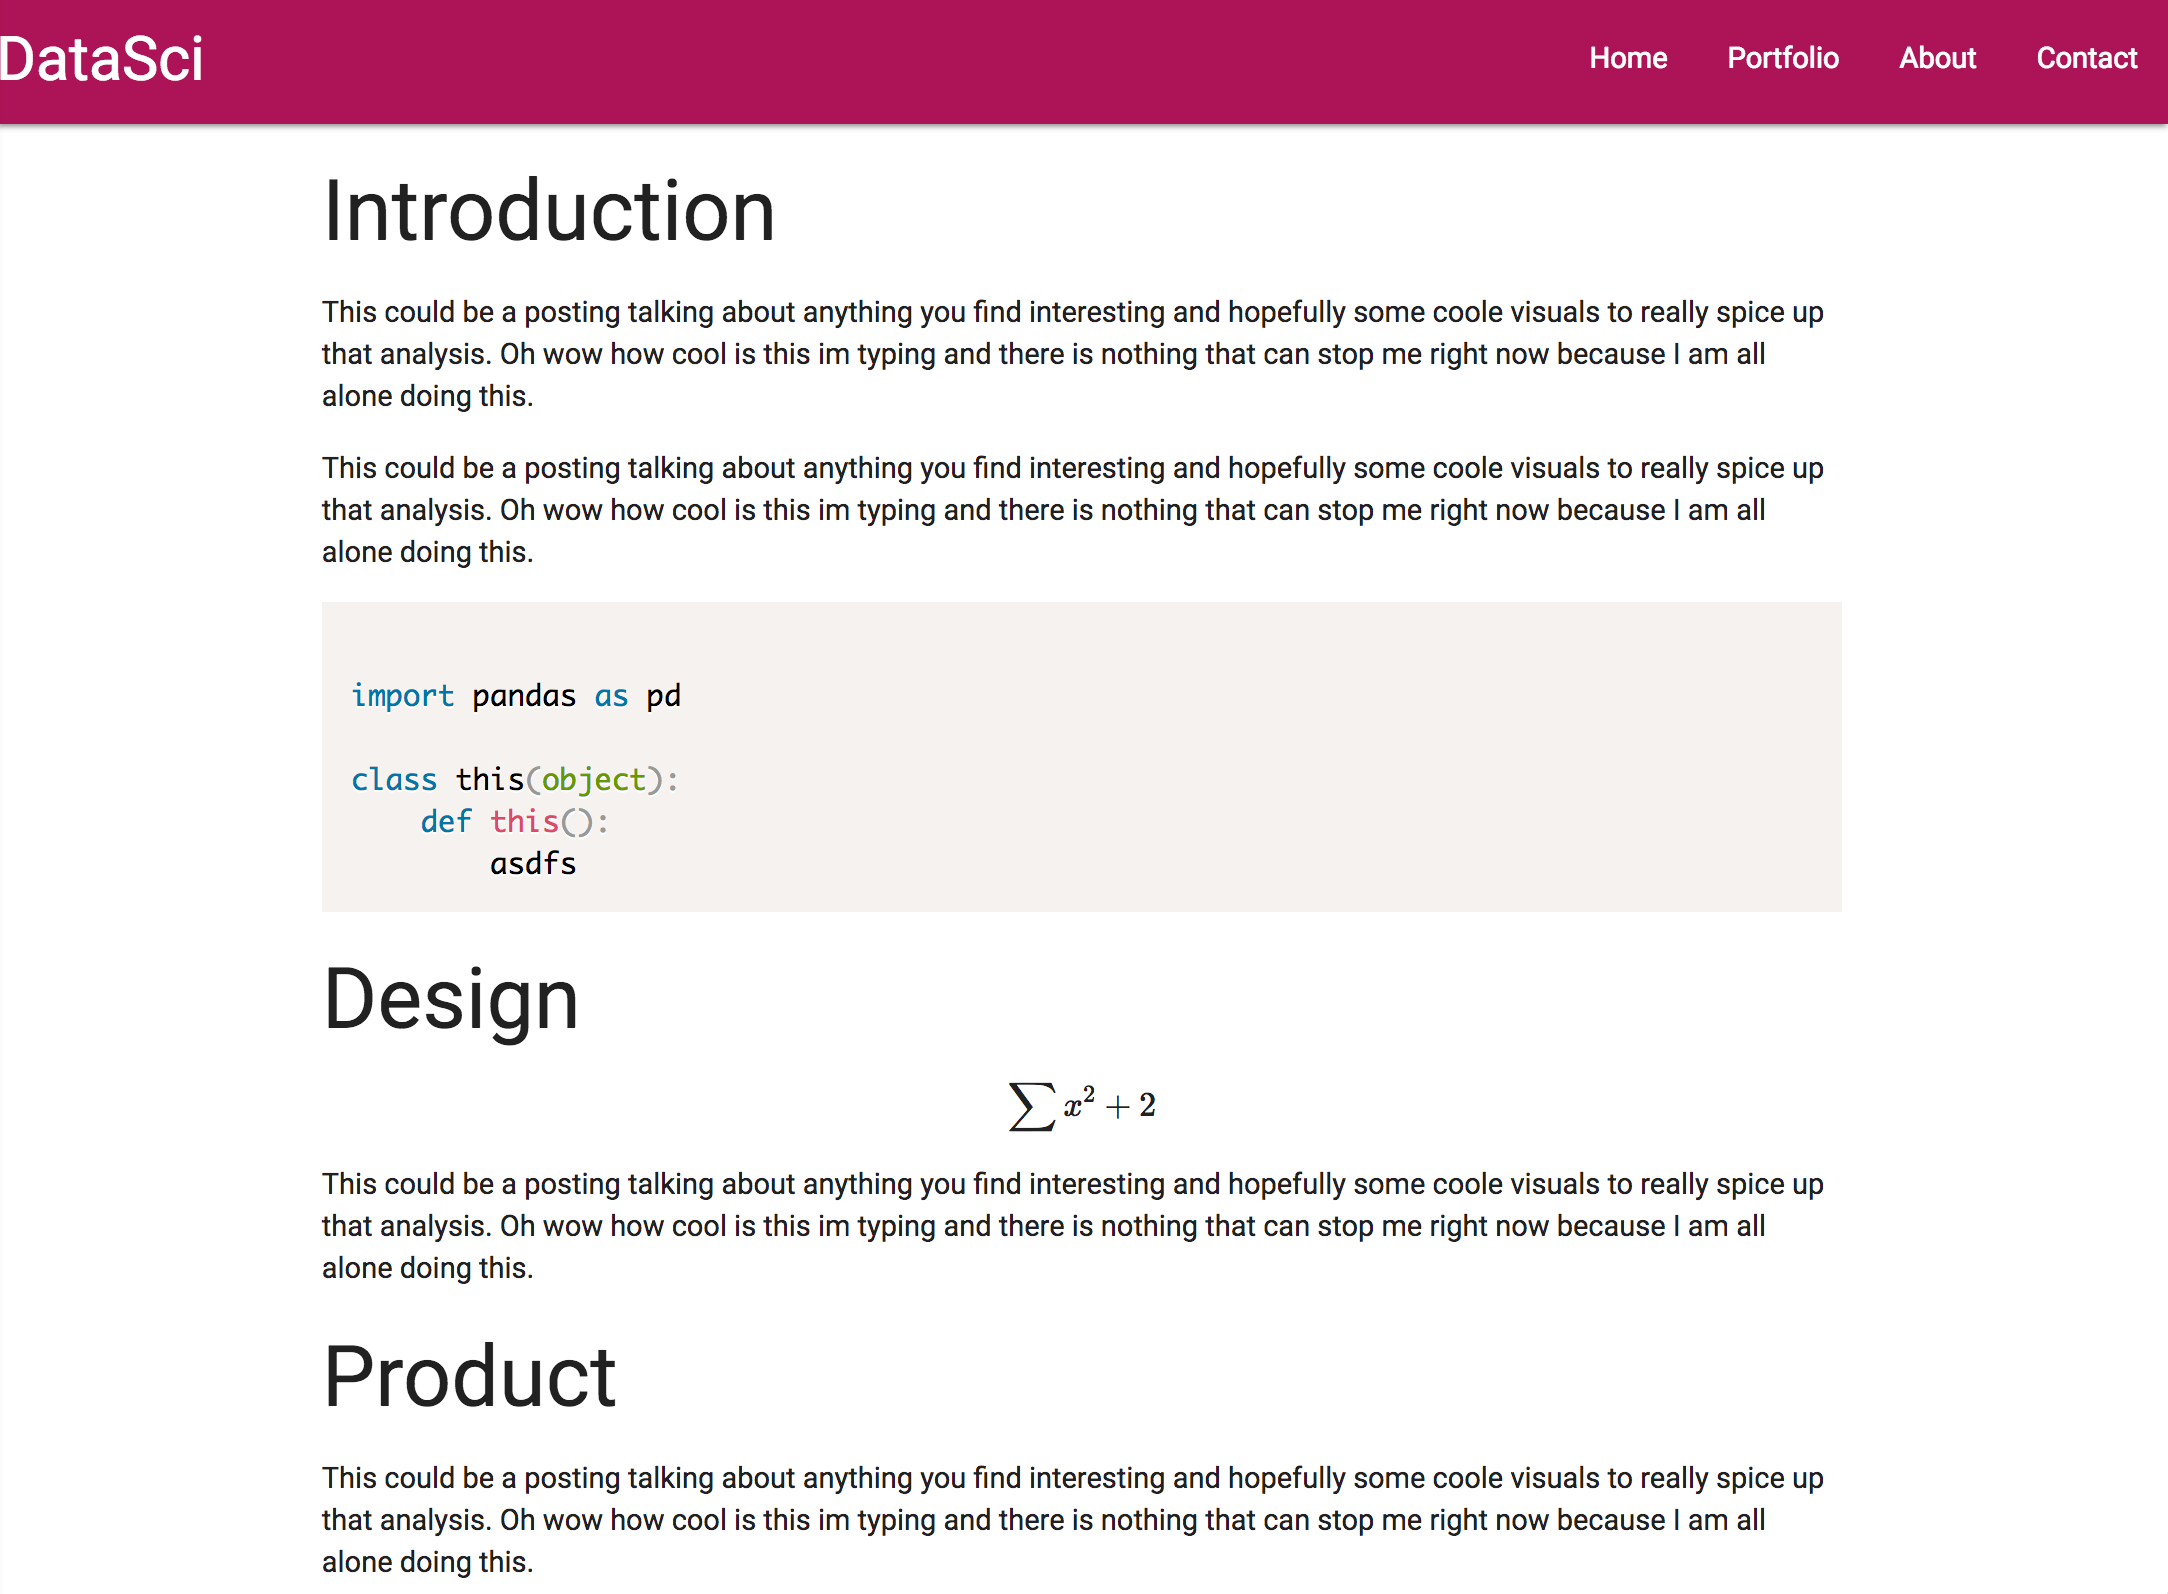 DataSci
Home Portfolio About Contact
Introduction
This could be a posting talking about anything you find interesting and hopefully some coole visuals to really spice up
that analysis. Oh wow how cool is this im typing and there is nothing that can stop me right now because I am all
alone doing this.
This could be a posting talking about anything you find interesting and hopefully some coole visuals to really spice up
that analysis. Oh wow how cool is this im typing and there is nothing that can stop me right now because I am all
alone doing this.
import pandas as pd
class this(object):
    def this():
        asdfs
Design
∑ x² + 2
This could be a posting talking about anything you find interesting and hopefully some coole visuals to really spice up
that analysis. Oh wow how cool is this im typing and there is nothing that can stop me right now because I am all
alone doing this.
Product
This could be a posting talking about anything you find interesting and hopefully some coole visuals to really spice up
that analysis. Oh wow how cool is this im typing and there is nothing that can stop me right now because I am all
alone doing this.